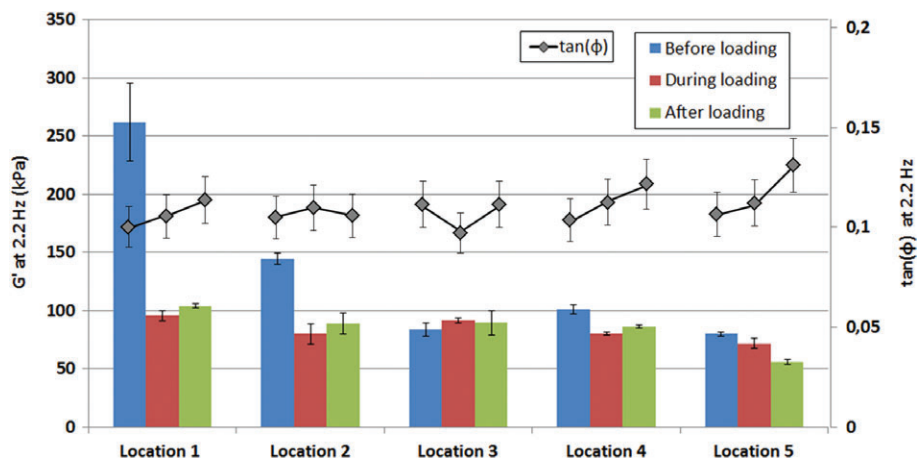 350
300
250
200
150
100
50
0
G' at 2.2 Hz (kPa)
tan(ϕ)
Before loading
During loading
After loading
0,2
0,15
0,1
0,05
0
tan(ϕ) at 2.2 Hz
Location 1 Location 2 Location 3 Location 4 Location 5